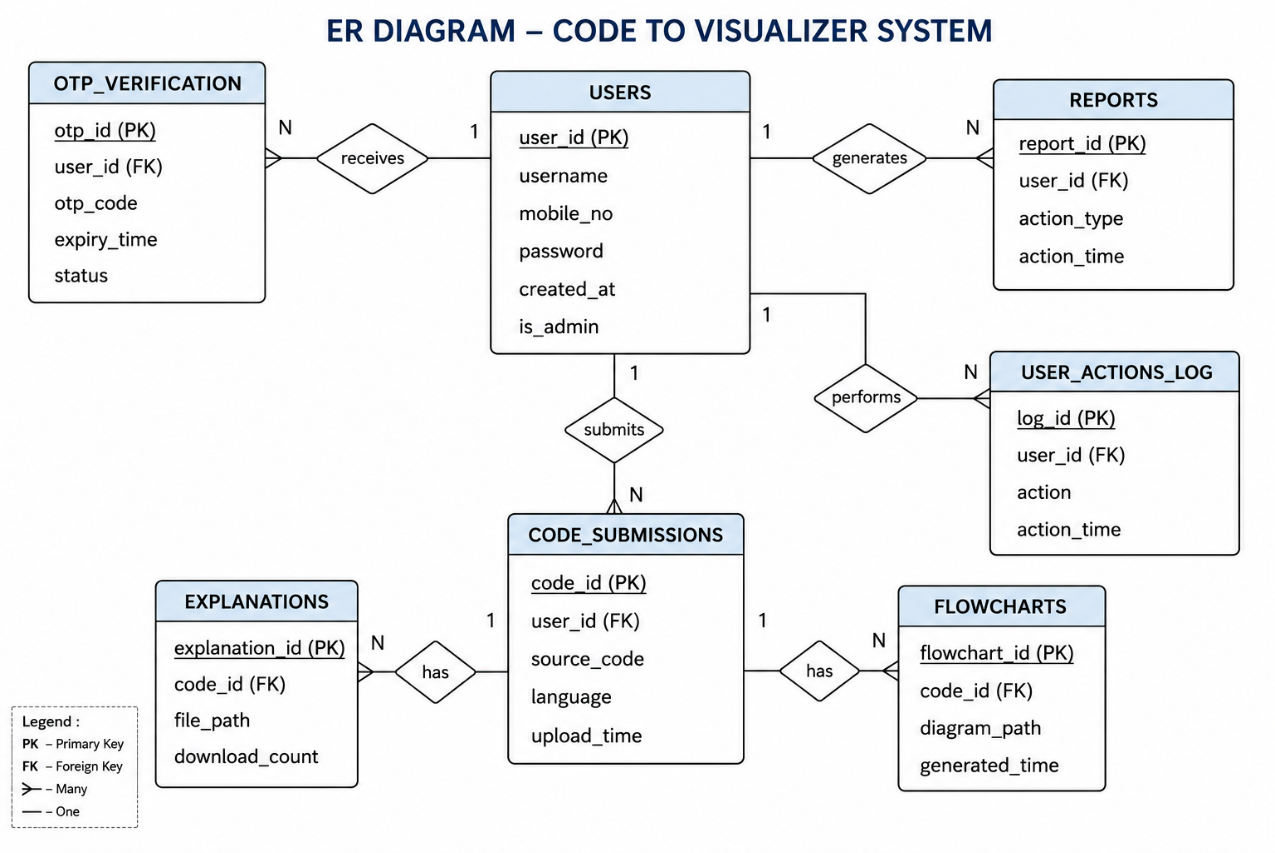 ER DIAGRAM – CODE TO VISUALIZER SYSTEM
OTP_VERIFICATION
otp_id (PK)
user_id (FK)
otp_code
expiry_time
status
N
receives
1
USERS
user_id (PK)
username
mobile_no
password
created_at
is_admin
1
generates
N
REPORTS
report_id (PK)
user_id (FK)
action_type
action_time
1
performs
N
USER_ACTIONS_LOG
log_id (PK)
user_id (FK)
action
action_time
1
submits
N
CODE_SUBMISSIONS
code_id (PK)
user_id (FK)
source_code
language
upload_time
EXPLANATIONS
explanation_id (PK)
code_id (FK)
file_path
download_count
N
has
1
1
has
N
FLOWCHARTS
flowchart_id (PK)
code_id (FK)
diagram_path
generated_time
Legend :
PK – Primary Key
FK – Foreign Key
– Many
– One